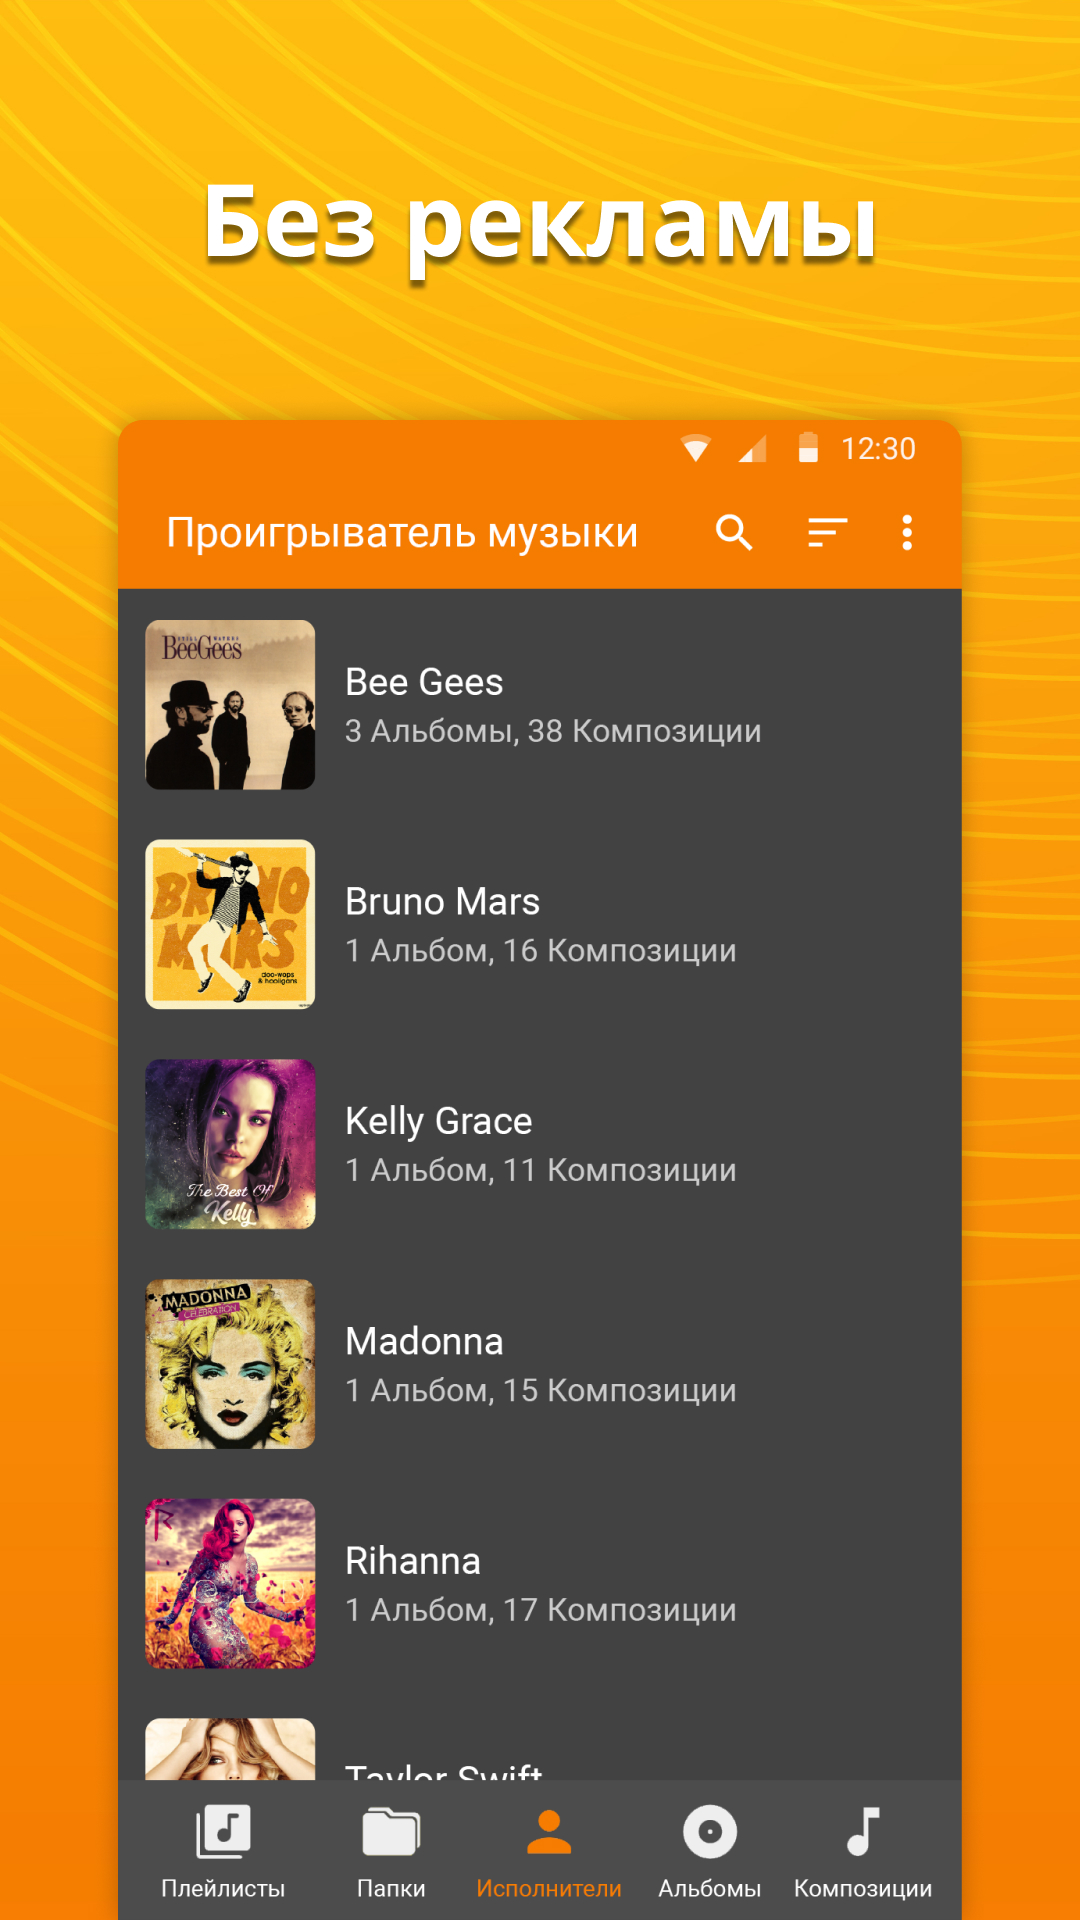 Без рекламы
12:30
Проигрыватель музыки
BeeGees
Bee Gees
3 Альбомы, 38 Композиции
BRUNO
MARS
doo-wops
& hooligans
Bruno Mars
1 Альбом, 16 Композиции
The Best Of
Kelly
Kelly Grace
1 Альбом, 11 Композиции
MADONNA
CELEBRATION
Madonna
1 Альбом, 15 Композиции
R
Rihanna
1 Альбом, 17 Композиции
Taylor Swift
Плейлисты
Папки
Исполнители
Альбомы
Композиции